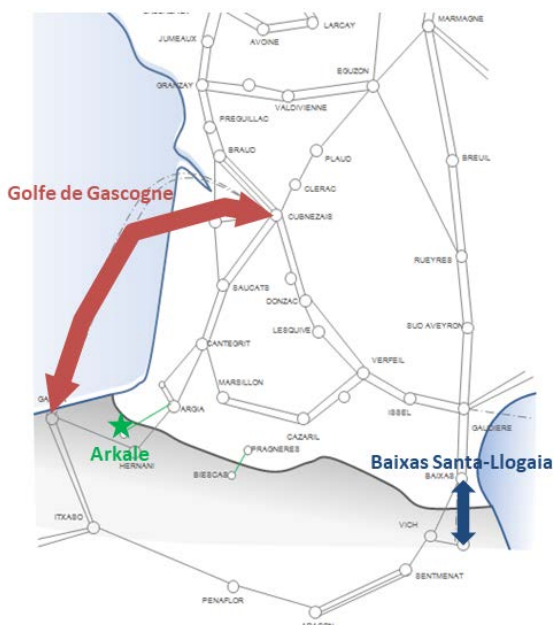 LARCAY
MARMAGNE
JUMEAUX
AVOINE
EGUZON
GRANZAY
VALDIVIENNE
PREGUILLAC
BRAUD
PLAUD
BREUIL
CLERAC
Golfe de Gascogne
CUBNEZAIS
RUEYRES
SAUCATS
DONZAC
SUD AVEYRON
LESQUIVE
CANTEGRIT
VERFEIL
MARSILLON
ISSEL
ARGIA
GAUDIERE
CAZARIL
Arkale
PRAGNERES
HERNANI
BIESCAS
Baixas Santa-Llogaia
BAIXAS
ITXASO
VICH
SENTMENAT
PENAFLOR